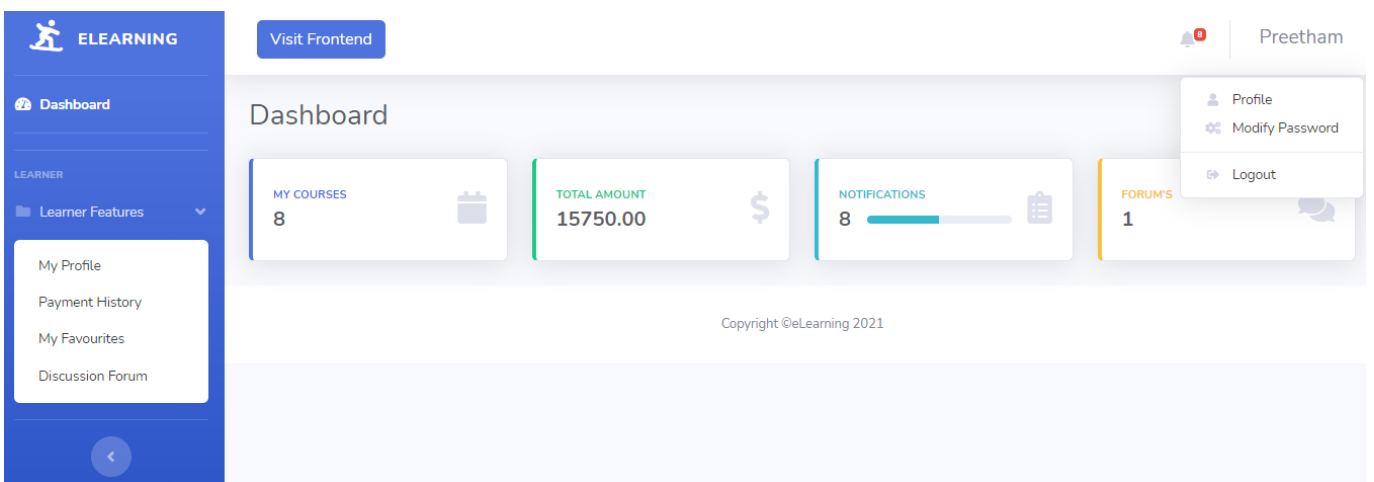 ELEARNING
Visit Frontend
8
Preetham
Dashboard
LEARNER
Learner Features
My Profile
Payment History
My Favourites
Discussion Forum
Dashboard
Profile
Modify Password
Logout
MY COURSES
8
TOTAL AMOUNT
15750.00
NOTIFICATIONS
8
FORUM'S
1
Copyright ©eLearning 2021